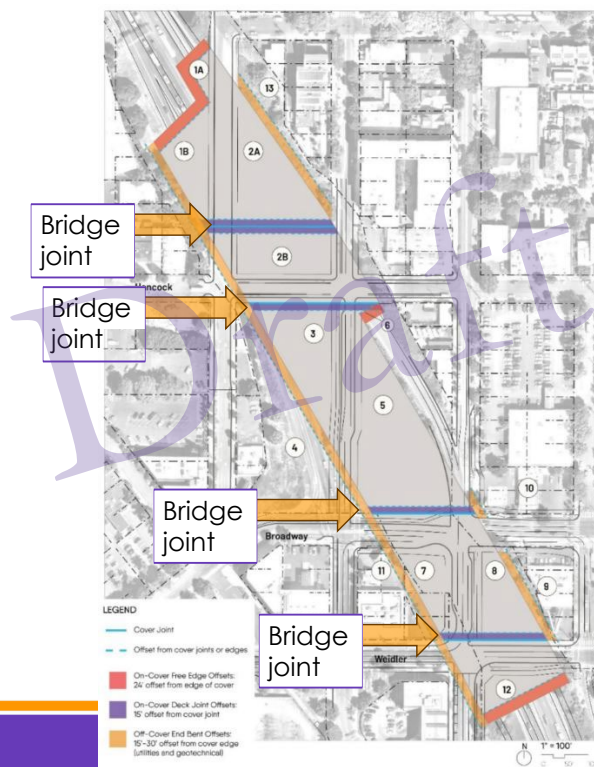 1A
13
1B
2A
Bridge
joint
2B
Hancock
Bridge
joint
3
6
5
4
Draft
10
Bridge
joint
Broadway
11
7
8
9
LEGEND
Cover Joint
Offset from cover joints or edges
On-Cover Free Edge Offsets:
24' offset from edge of cover
On-Cover Deck Joint Offsets:
15' offset from cover joint
Off-Cover End Bent Offsets:
15'-30' offset from cover edge
(utilities and geotechnical)
Bridge
joint
Weidler
12
N
1" = 100'
0
50